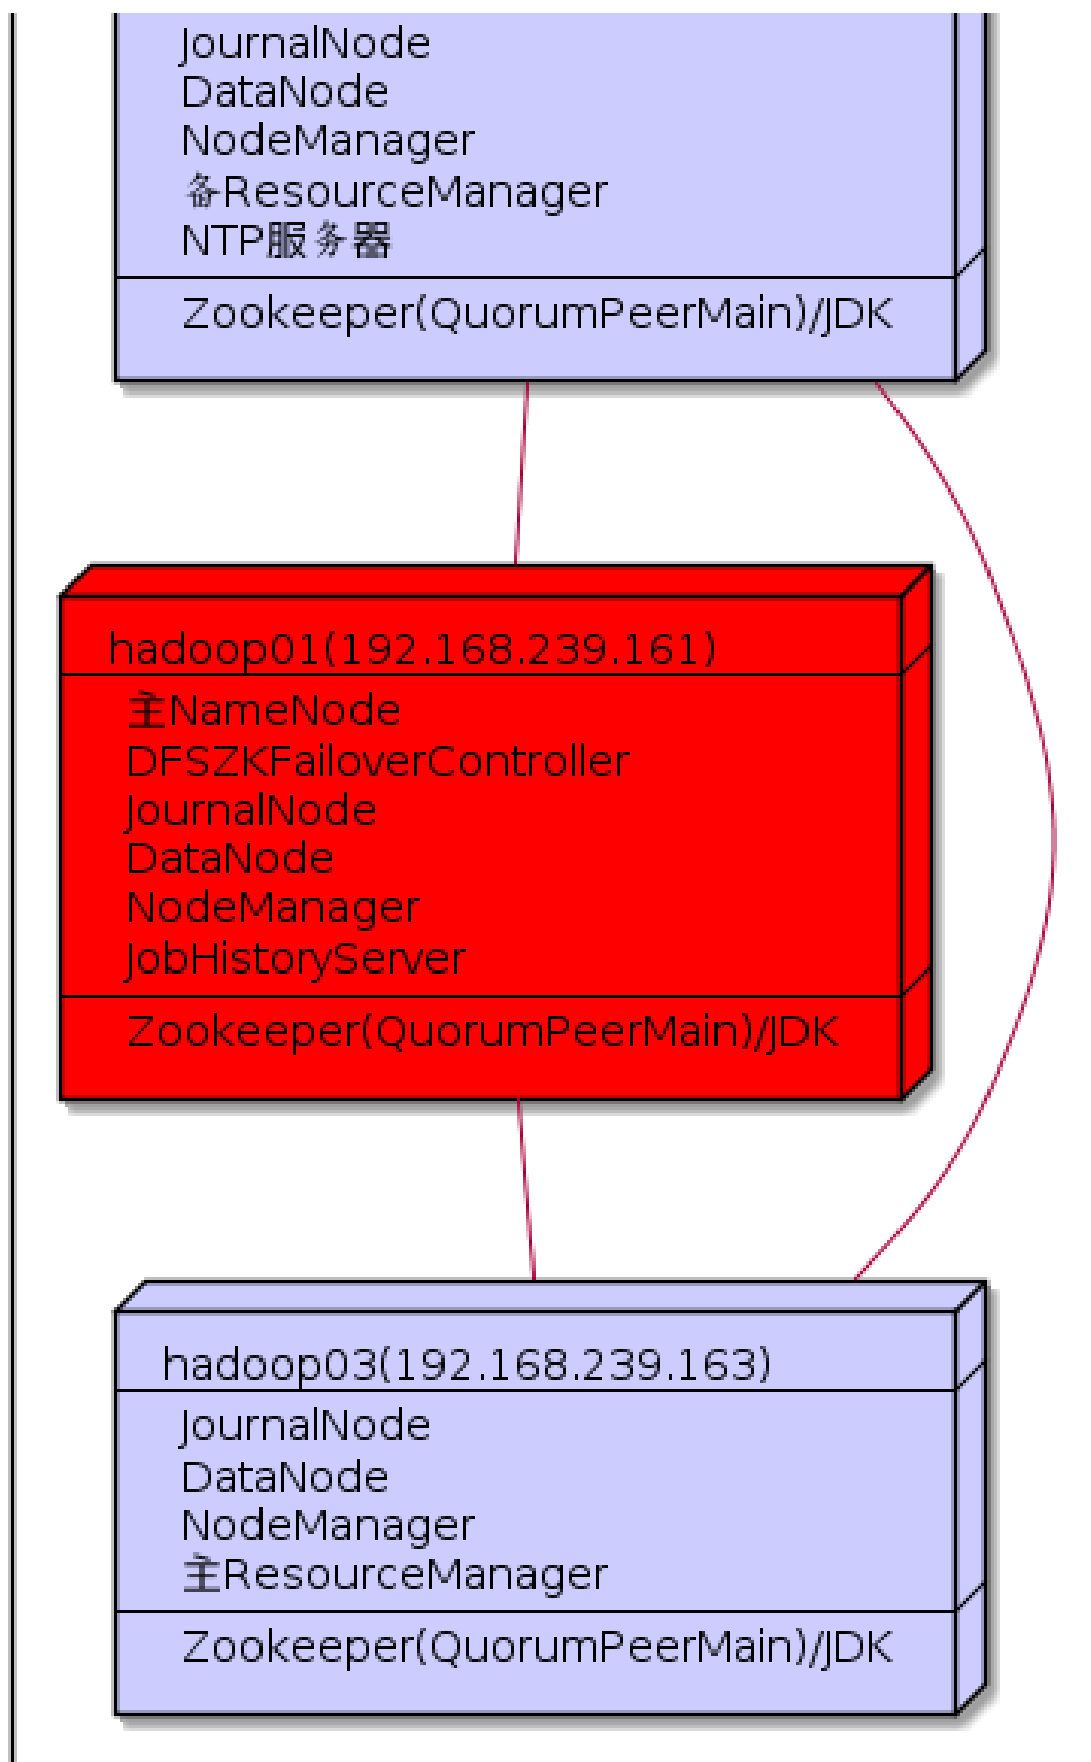 JournalNode
DataNode
NodeManager
备ResourceManager
NTP服务器
Zookeeper(QuorumPeerMain)/JDK
hadoop01(192.168.239.161)
主NameNode
DFSZKFailoverController
JournalNode
DataNode
NodeManager
JobHistoryServer
Zookeeper(QuorumPeerMain)/JDK
hadoop03(192.168.239.163)
JournalNode
DataNode
NodeManager
主ResourceManager
Zookeeper(QuorumPeerMain)/JDK